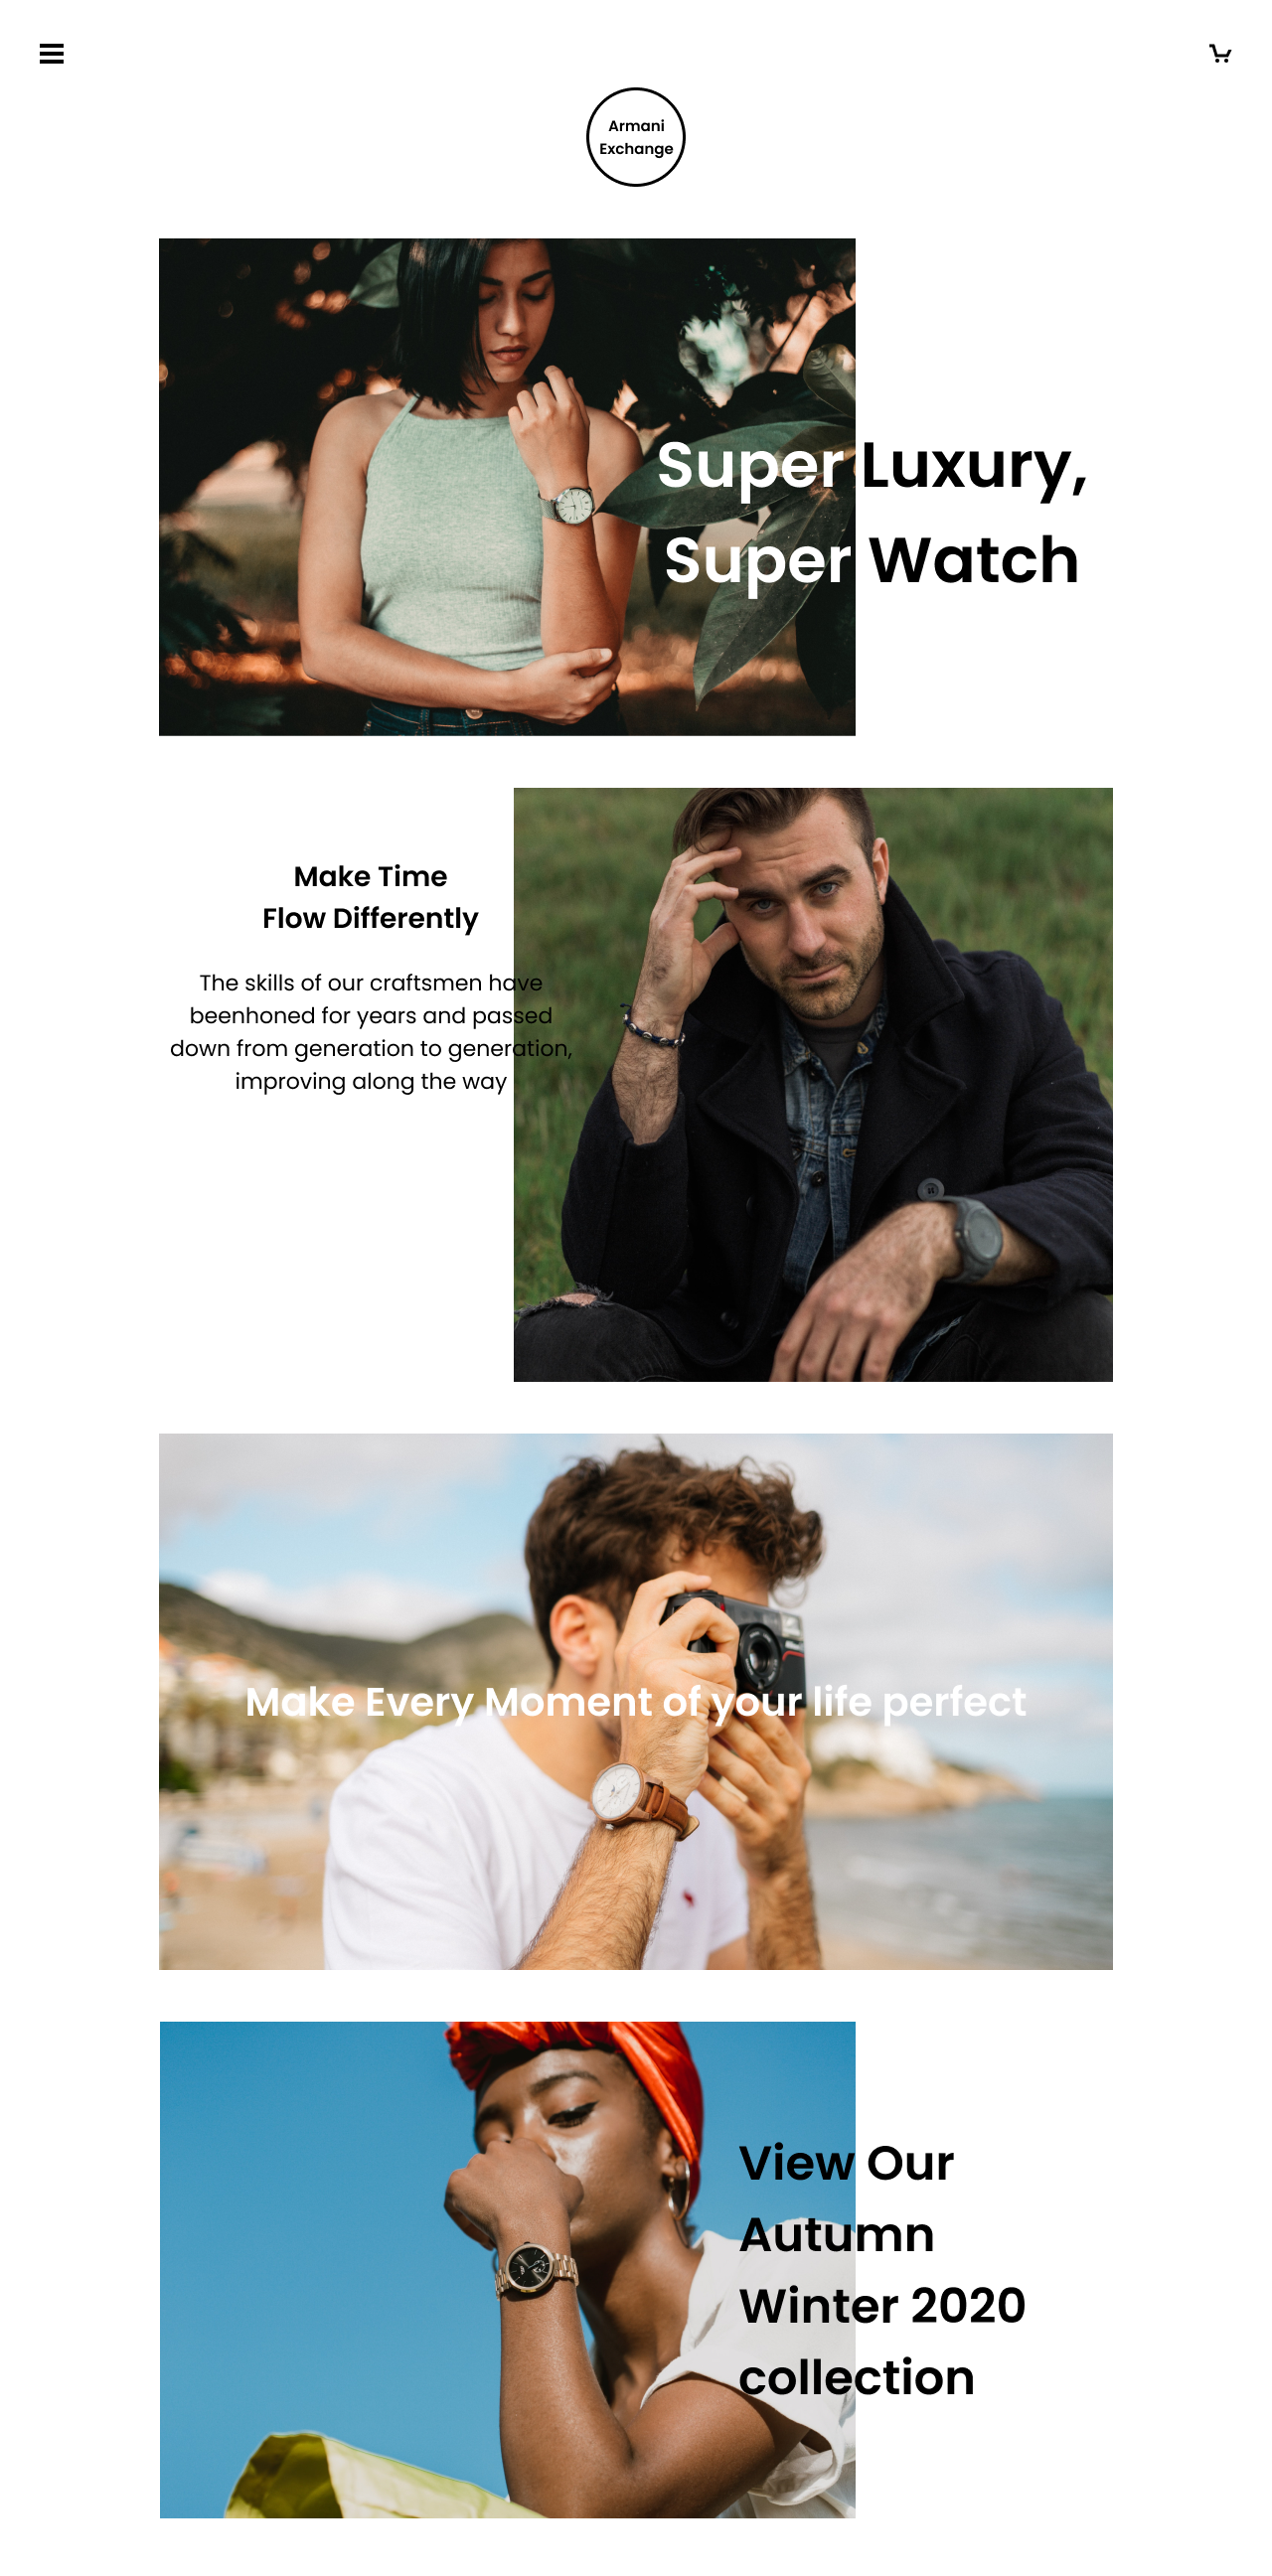 Armani
Exchange
Super Luxury,
Super Watch
Make Time
Flow Differently
The skills of our craftsmen have
beenhoned for years and passed
down from generation to generation,
improving along the way
Make Every Moment of your life perfect
View Our
Autumn
Winter 2020
collection